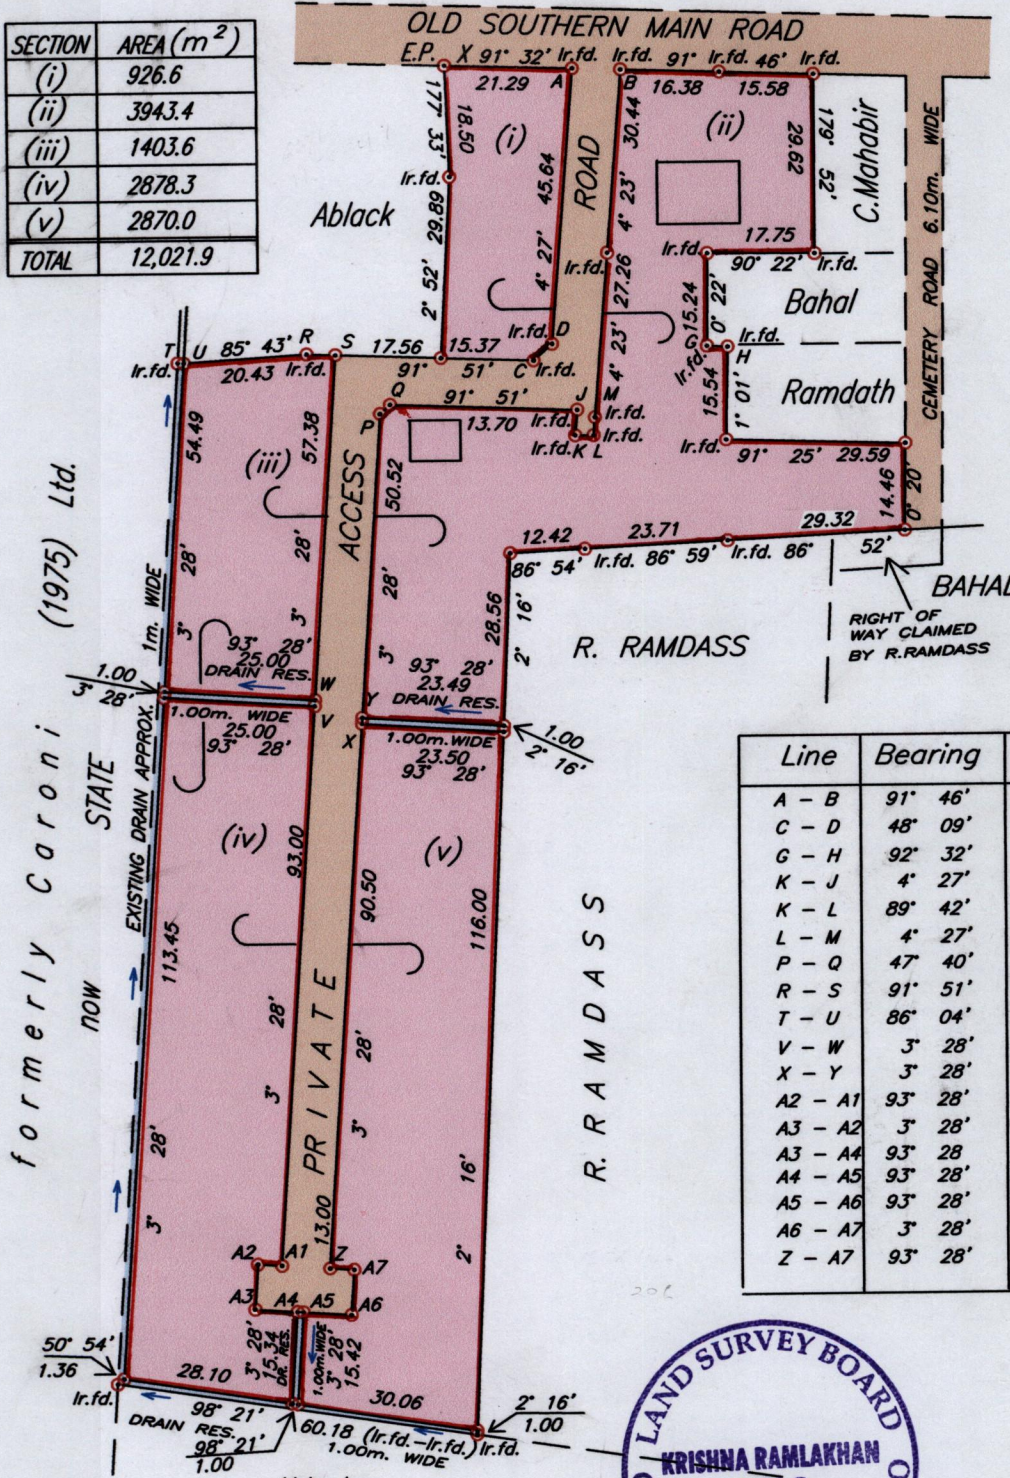 OLD SOUTHERN MAIN ROAD
SECTION AREA (m²)
(i) 926.6
(ii) 3943.4
(iii) 1403.6
(iv) 2878.3
(v) 2870.0
TOTAL 12,021.9
E.P. X 91° 32' Ir.fd. Ir.fd. 91° Ir.fd. 46' Ir.fd.
21.29 A B 16.38 15.58
177° 33' 18.50
(i)
45.64
4° 27'
ROAD
30.44
4° 23'
(ii)
29.62
179° 52'
C.Mahabir
CEMETERY ROAD 6.10m. WIDE
Ir.fd.
Ablack
29.89
2° 52'
Ir.fd.
27.26
4° 23'
17.75
Ir.fd. 90° 22' Ir.fd.
15.24
0° 22'
Bahal
Ir.fd. D
C Ir.fd.
G Ir.fd.
Ir.fd. H
T U 85° 43' R S 17.56 15.37
Ir.fd. 20.43 Ir.fd. 91° 51'
Q 91° 51' J M
P 13.70 Ir.fd. Ir.fd.
Ir.fd. K L
15.54
1° 01'
Ramdath
Ir.fd. 91° 25' 29.59
14.46
0° 20'
54.49
3° 28'
(iii)
57.38
3° 28'
ACCESS
50.52
3° 28'
12.42 23.71 29.32
86° 54' Ir.fd. 86° 59' Ir.fd. 86° 52'
28.56
2° 16'
R. RAMDASS
BAHAL
RIGHT OF
WAY CLAIMED
BY R.RAMDASS
formerly Caroni (1975) Ltd.
now STATE
EXISTING DRAIN APPROX. 1m. WIDE
1.00
3° 28'
93° 28'
25.00
DRAIN RES. W
1.00m. WIDE V
25.00
93° 28'
93° 28'
Y 23.49
DRAIN RES.
X 1.00m. WIDE
23.50
93° 28'
1.00
2° 16'
(iv)
(v)
93.00
3° 28'
90.50
3° 28'
116.00
2° 16'
113.45
3° 28'
PRIVATE
13.00
R. RAMDASS
Line Bearing
A - B 91° 46'
C - D 48° 09'
G - H 92° 32'
K - J 4° 27'
K - L 89° 42'
L - M 4° 27'
P - Q 47° 40'
R - S 91° 51'
T - U 86° 04'
V - W 3° 28'
X - Y 3° 28'
A2 - A1 93° 28'
A3 - A2 3° 28'
A3 - A4 93° 28
A4 - A5 93° 28'
A5 - A6 93° 28'
A6 - A7 3° 28'
Z - A7 93° 28'
A2 A1 Z A7
A3 A4 A5 A6
3° 28'
15.34
DR. RES.
1.00m.WIDE
3° 28'
15.42
50° 54'
1.36
Ir.fd.
28.10
98° 21'
DRAIN RES.
98° 21'
1.00
30.06
60.18 (Ir.fd.-Ir.fd.) Ir.fd.
1.00m. WIDE
2° 16'
1.00
LAND SURVEY BOARD
KRISHNA RAMLAKHAN